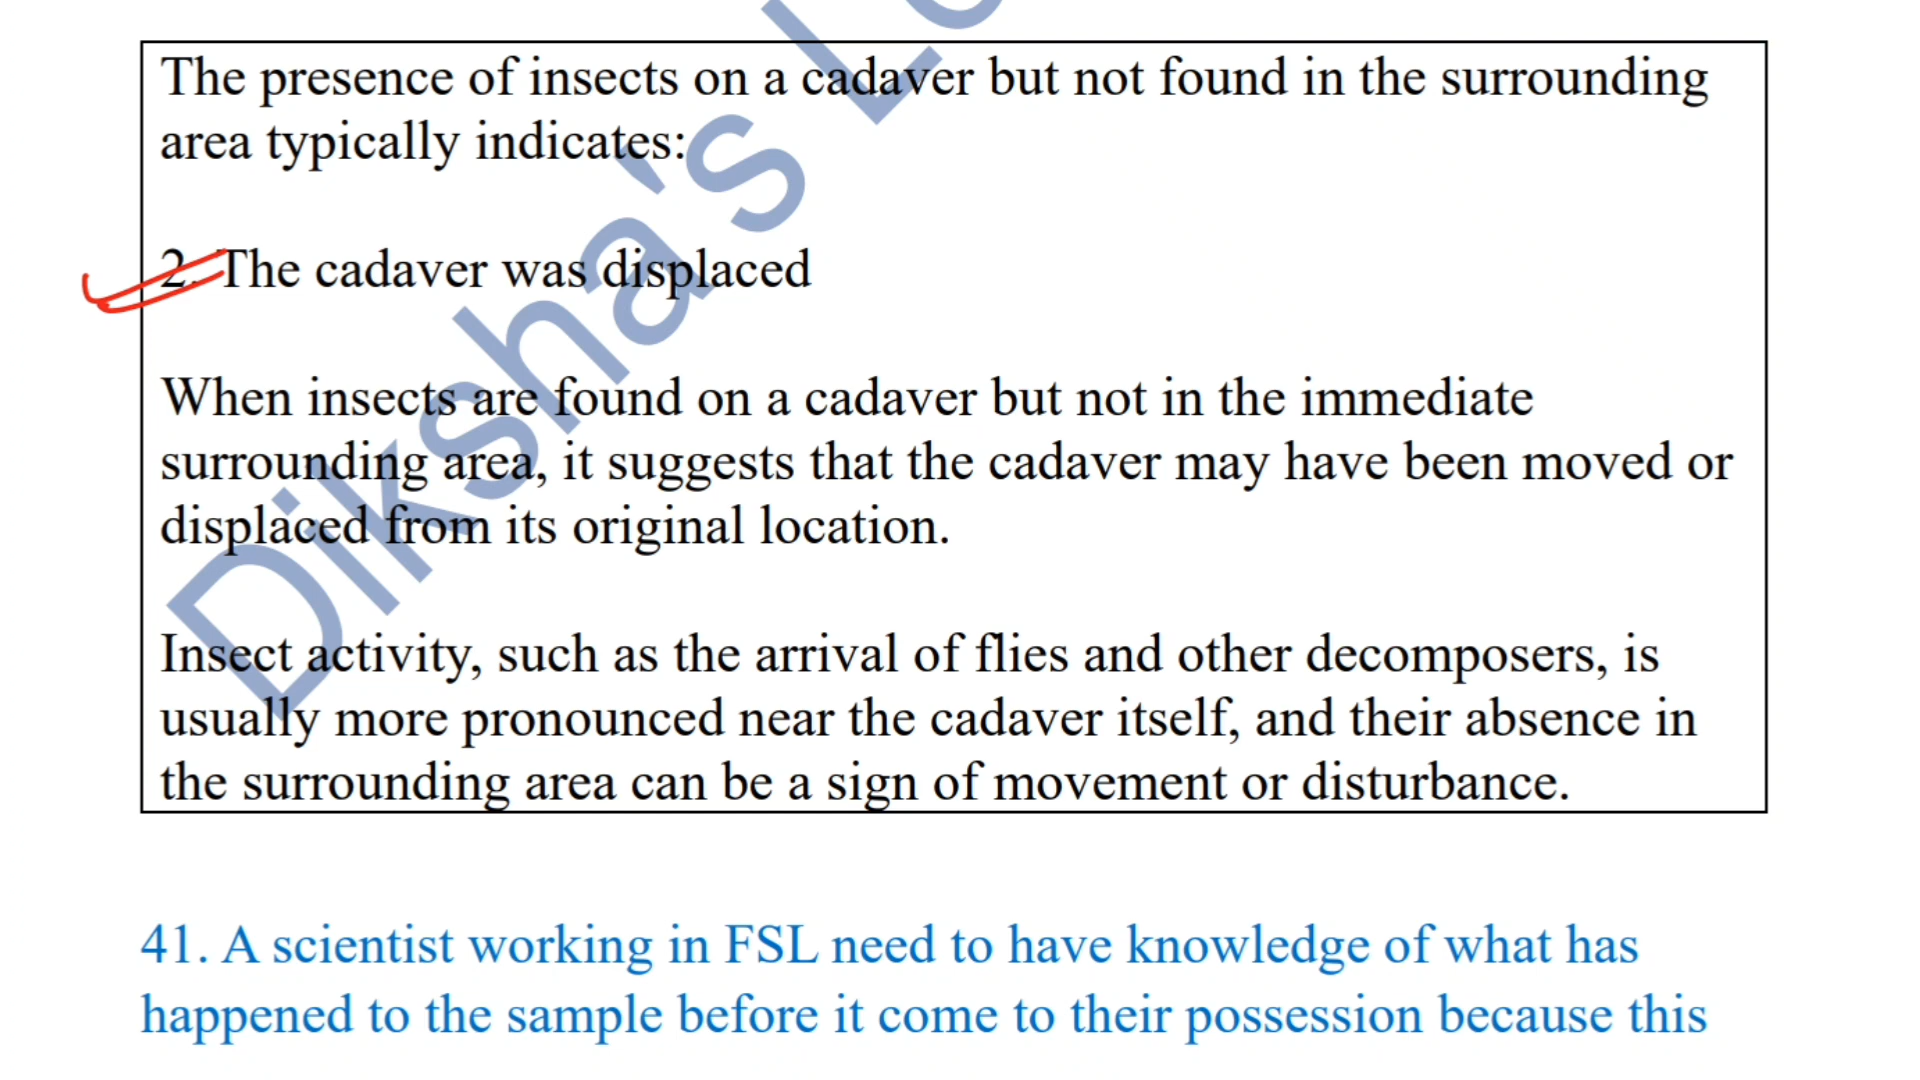 The presence of insects on a cadaver but not found in the surrounding
area typically indicates:
2. The cadaver was displaced
When insects are found on a cadaver but not in the immediate
surrounding area, it suggests that the cadaver may have been moved or
displaced from its original location.
Insect activity, such as the arrival of flies and other decomposers, is
usually more pronounced near the cadaver itself, and their absence in
the surrounding area can be a sign of movement or disturbance.
41. A scientist working in FSL need to have knowledge of what has
happened to the sample before it come to their possession because this
Diksha's